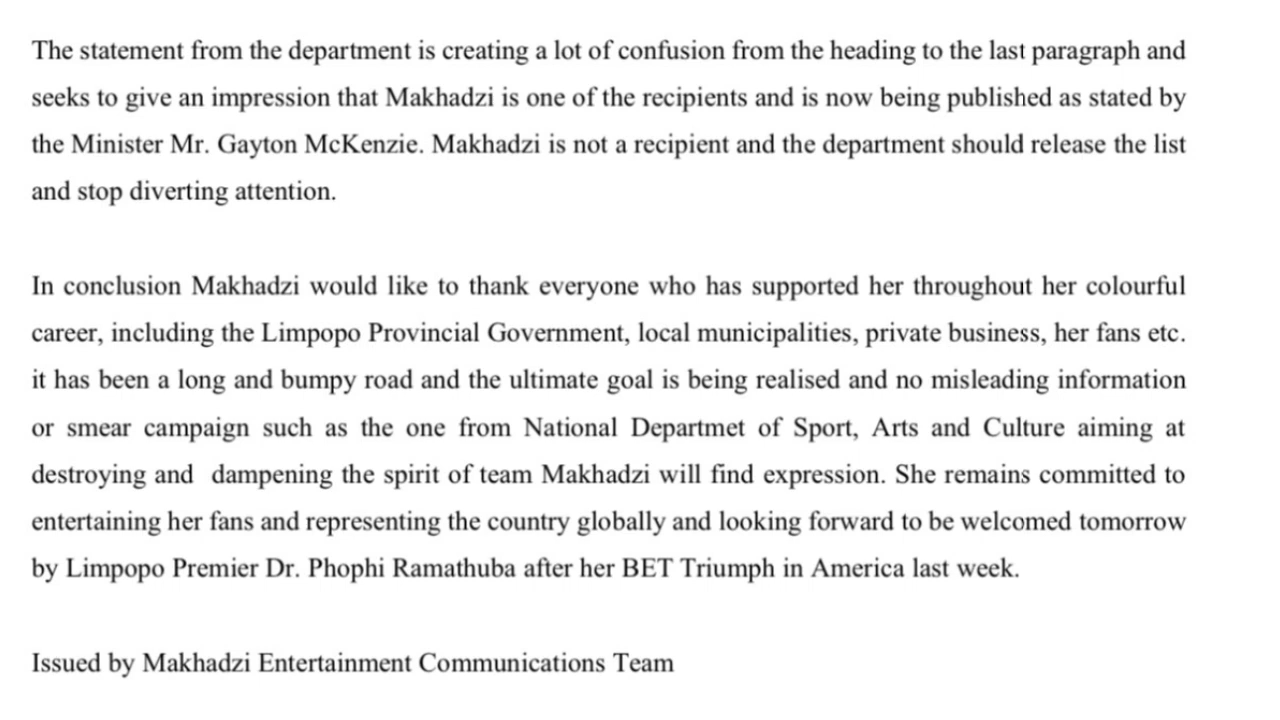 The statement from the department is creating a lot of confusion from the heading to the last paragraph and
seeks to give an impression that Makhadzi is one of the recipients and is now being published as stated by
the Minister Mr. Gayton McKenzie. Makhadzi is not a recipient and the department should release the list
and stop diverting attention.
In conclusion Makhadzi would like to thank everyone who has supported her throughout her colourful
career, including the Limpopo Provincial Government, local municipalities, private business, her fans etc.
it has been a long and bumpy road and the ultimate goal is being realised and no misleading information
or smear campaign such as the one from National Departmet of Sport, Arts and Culture aiming at
destroying and  dampening the spirit of team Makhadzi will find expression. She remains committed to
entertaining her fans and representing the country globally and looking forward to be welcomed tomorrow
by Limpopo Premier Dr. Phophi Ramathuba after her BET Triumph in America last week.
Issued by Makhadzi Entertainment Communications Team